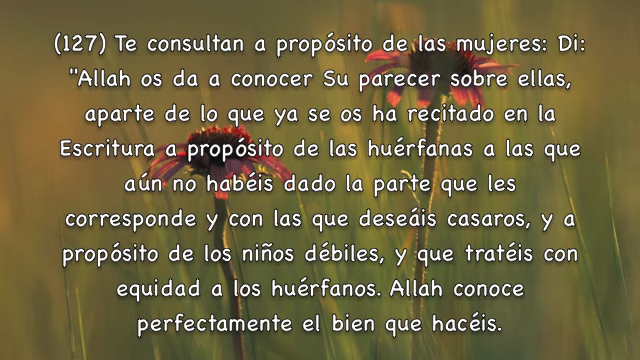 (127) Te consultan a propósito de las mujeres: Di:
"Allah os da a conocer Su parecer sobre ellas,
aparte de lo que ya se os ha recitado en la
Escritura a propósito de las huérfanas a las que
aún no habéis dado la parte que les
corresponde y con las que deseáis casaros, y a
propósito de los niños débiles, y que tratéis con
equidad a los huérfanos. Allah conoce
perfectamente el bien que hacéis.